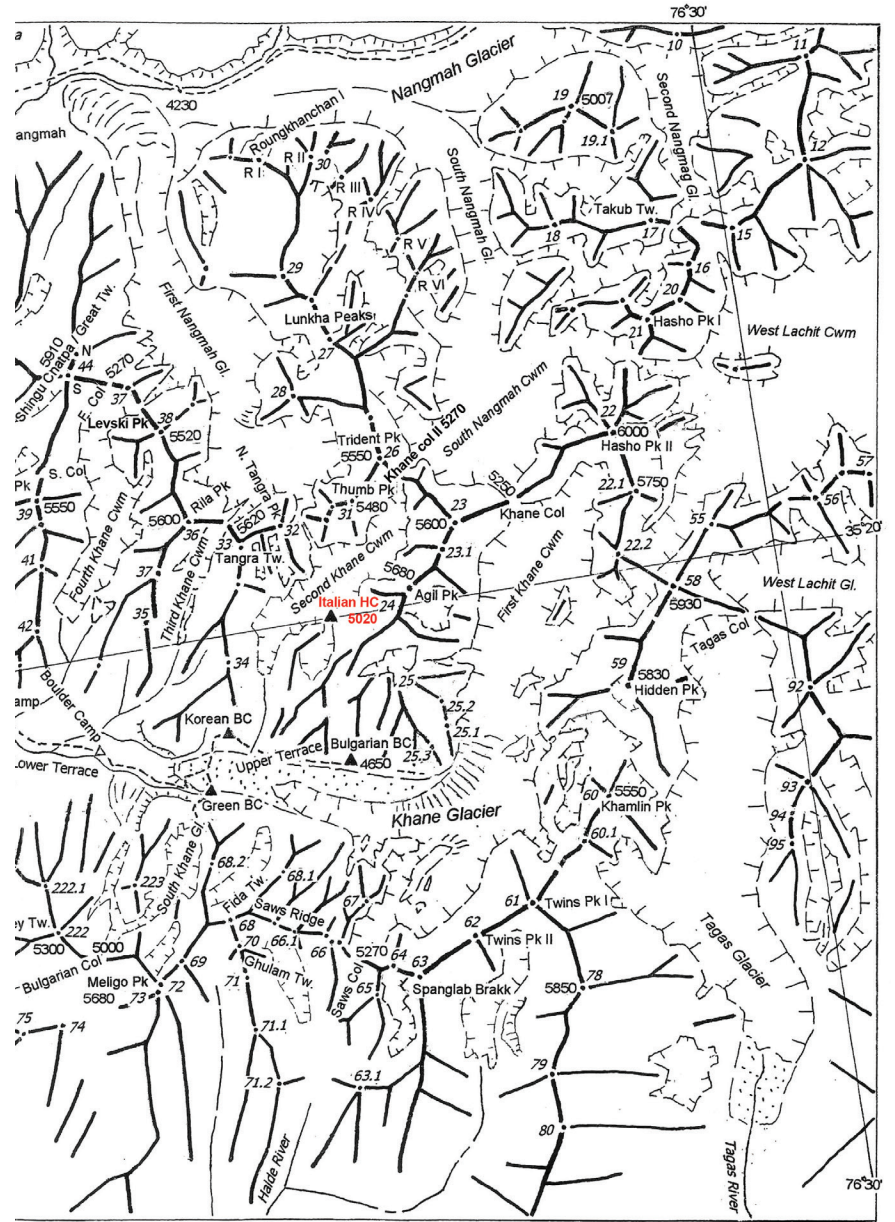 76°30'
a
10
11
Nangmah Glacier
4230
19
5007
19.1
Second Nangmag Gl.
angmah
Roungkhanchan I
R I
R II
30
R III
R IV
R V
R VI
12
South Nangmah Gl.
Takub Tw.
18
17
15
16
29
20
First Nangmah Gl.
Lunkha Peaks
21
Hasho Pk I
West Lachit Cwm
27
5910
Shingu Chatpa / Great Tw.
N
44
S
E. Col
5270
37
28
South Nangmah Cwm
22
Levski Pk
38
5520
Trident Pk
5550
26
Khane col II 5270
6000
Hasho Pk II
57
S. Col
N. Tangra Pk
5250
22.1
5750
Pk
5550
Rila Pk
Thumb Pk
5480
31
23
Khane Col
56
39
5600
36
5620
32
5600
55
35°20'
33
Tangra Tw.
23.1
22.2
41
Fourth Khane Cwm
37
Third Khane Cwm
Second Khane Cwm
5680
Agil Pk
First Khane Cwm
58
5930
West Lachit Gl.
Italian HC
5020
24
35
42
Tagas Col
34
59
5830
Hidden Pk
25
92
amp
Boulder Camp
Korean BC
25.2
25.1
Upper Terrace
Bulgarian BC
4650
25.3
Lower Terrace
Green BC
Khane Glacier
60
5550
Khamlin Pk
93
94
South Khane Gl.
60.1
95
68.2
222.1
223
68.1
Fida Tw.
67
61
Twins Pk I
ey Tw.
222
Saws Ridge
68
66.1
62
Twins Pk II
5300
5000
70
66
5270
64
63
Tagas Glacier
Bulgarian Col
69
Ghulam Tw.
Saws Col
Spanglab Brakk
78
Meligo Pk
5680
72
73
71
65
5850
75
74
71.1
79
71.2
63.1
80
Halde River
Tagas River
76°30'